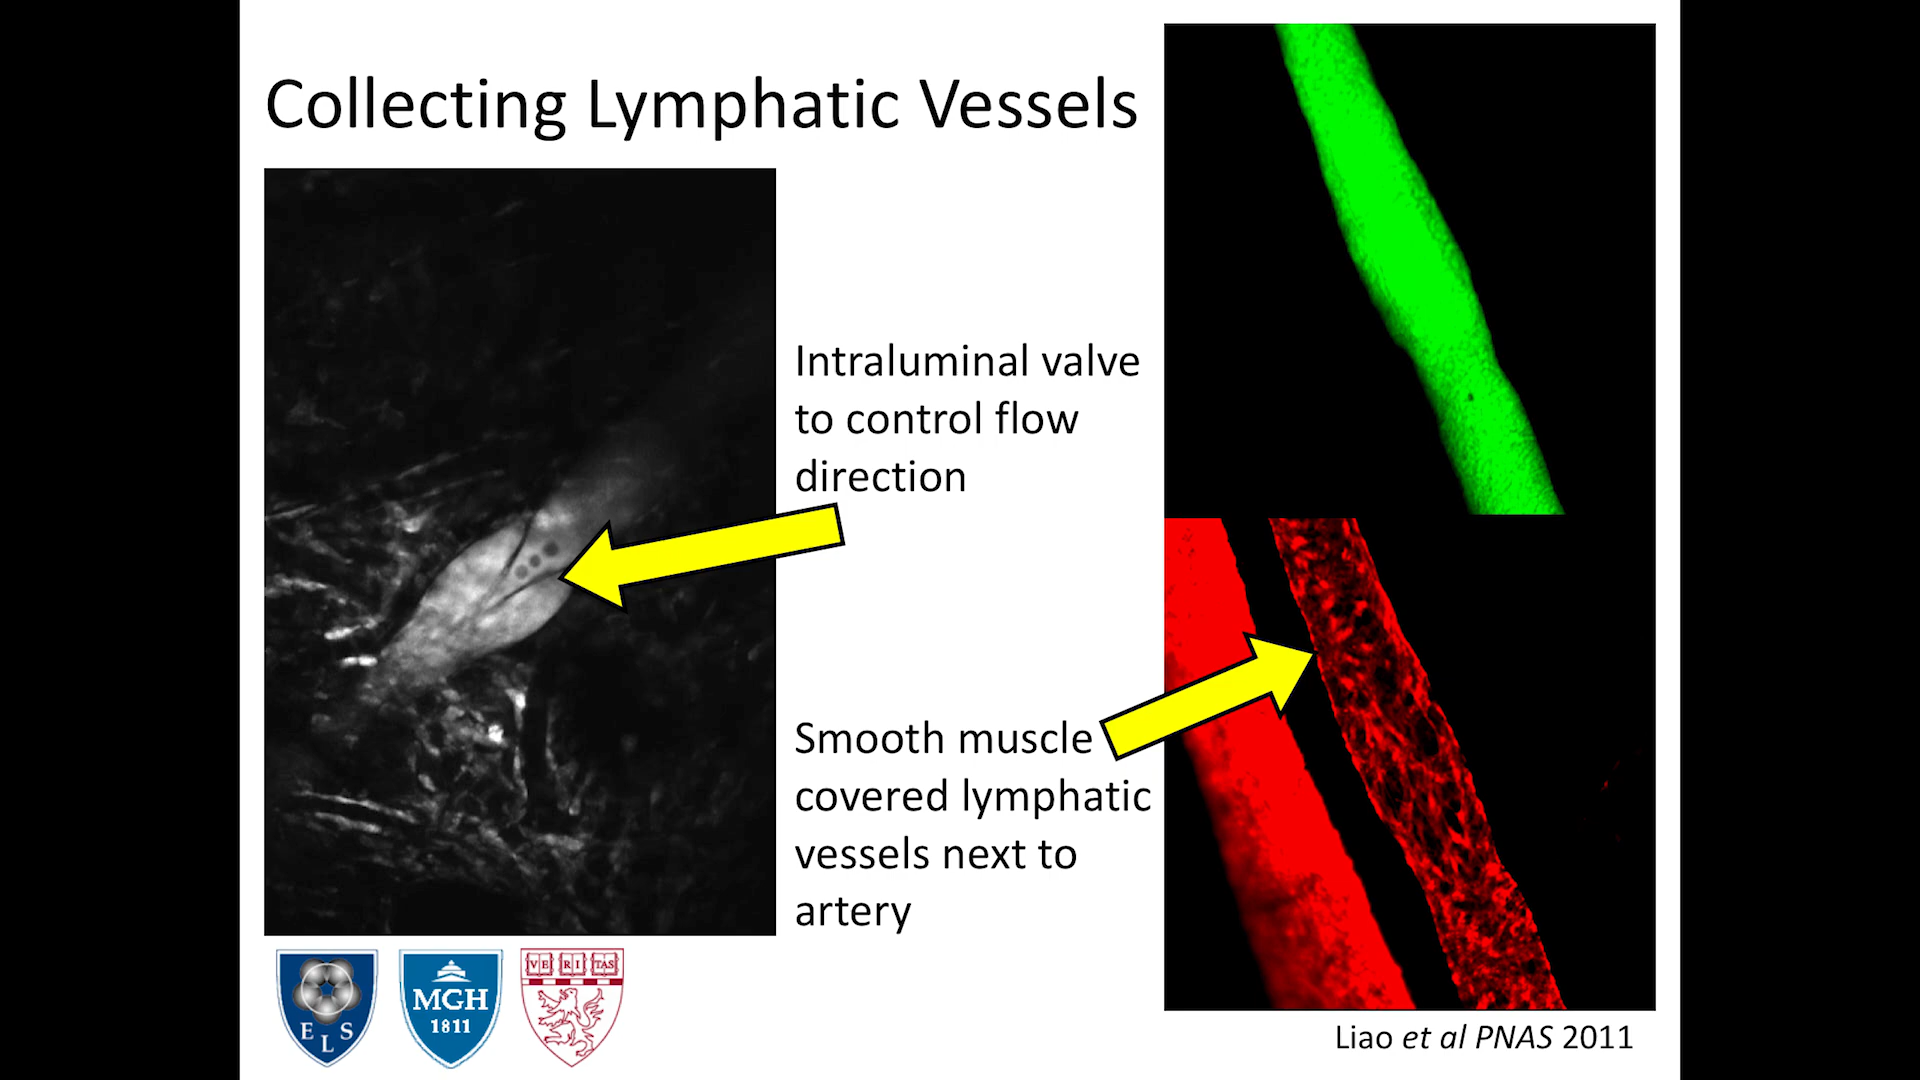 Collecting Lymphatic Vessels
Intraluminal valve
to control flow
direction
Smooth muscle
covered lymphatic
vessels next to
artery
E L S
MGH
1811
VE RI TAS
Liao et al PNAS 2011